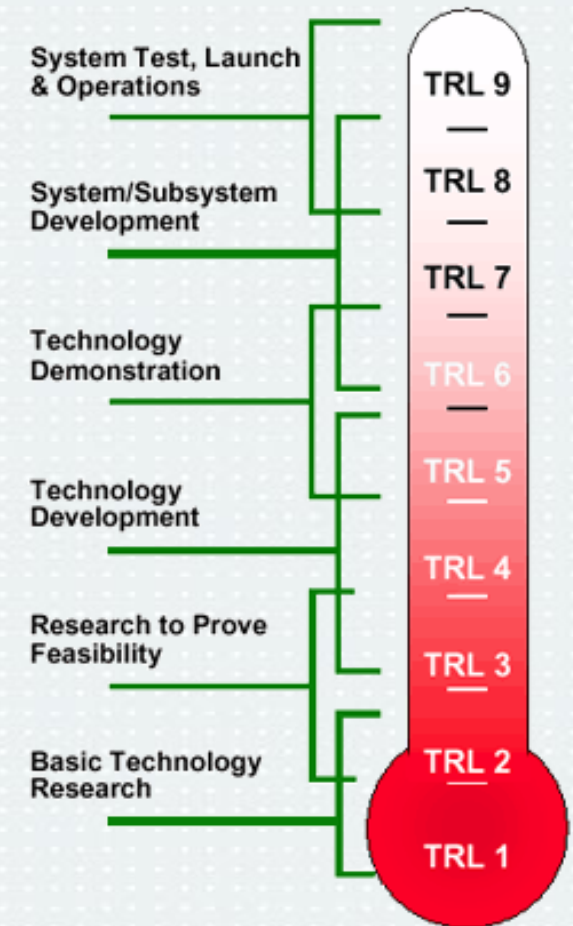 System Test, Launch
& Operations
System/Subsystem
Development
Technology
Demonstration
Technology
Development
Research to Prove
Feasibility
Basic Technology
Research
TRL 9
TRL 8
TRL 7
TRL 6
TRL 5
TRL 4
TRL 3
TRL 2
TRL 1